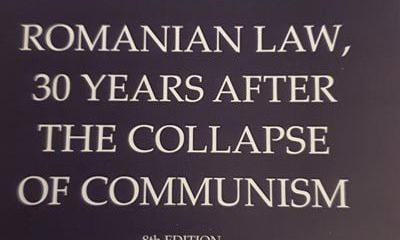 ROMANIAN LAW,
30 YEARS AFTER
THE COLLAPSE
OF COMMUNISM
8th EDITION